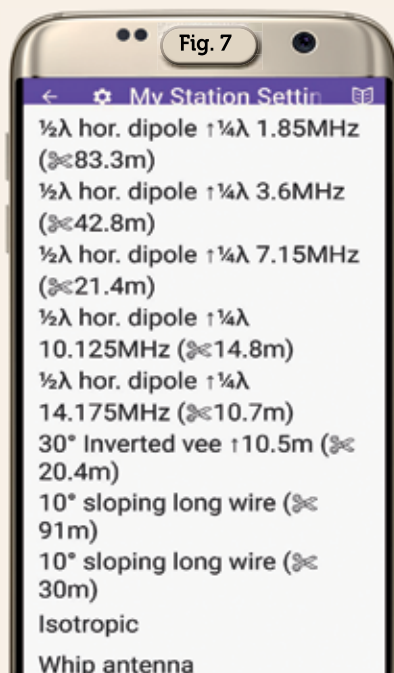 Fig. 7
My Station Settin
½λ hor. dipole ↑¼λ 1.85MHz
(✂83.3m)
½λ hor. dipole ↑¼λ 3.6MHz
(✂42.8m)
½λ hor. dipole ↑¼λ 7.15MHz
(✂21.4m)
½λ hor. dipole ↑¼λ
10.125MHz (✂14.8m)
½λ hor. dipole ↑¼λ
14.175MHz (✂10.7m)
30° Inverted vee ↑10.5m (✂
20.4m)
10° sloping long wire (✂
91m)
10° sloping long wire (✂
30m)
Isotropic
Whip antenna